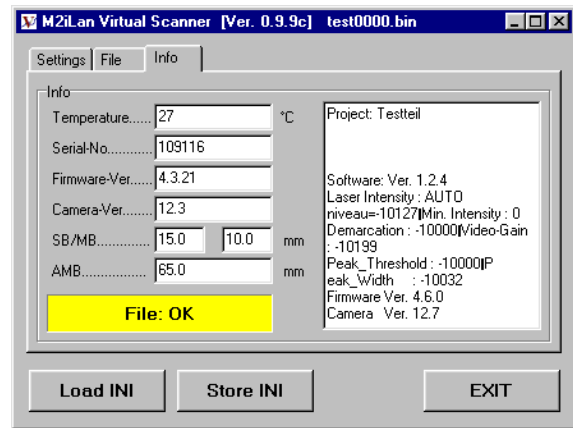 M2iLan Virtual Scanner [Ver. 0.9.9c] test0000.bin
Settings File Info
Info
Temperature...... 27 °C
Serial-No............ 109116
Firmware-Ver...... 4.3.21
Camera-Ver........ 12.3
SB/MB.............. 15.0 10.0 mm
AMB................. 65.0 mm
File: OK
Project: Testteil
Software: Ver. 1.2.4
Laser Intensity : AUTO
niveau=-10127|Min. Intensity : 0
Demarcation : -10000|Video-Gain
: -10199
Peak_Threshold : -10000|P
eak_Width : -10032
Firmware Ver. 4.6.0
Camera Ver. 12.7
Load INI Store INI EXIT